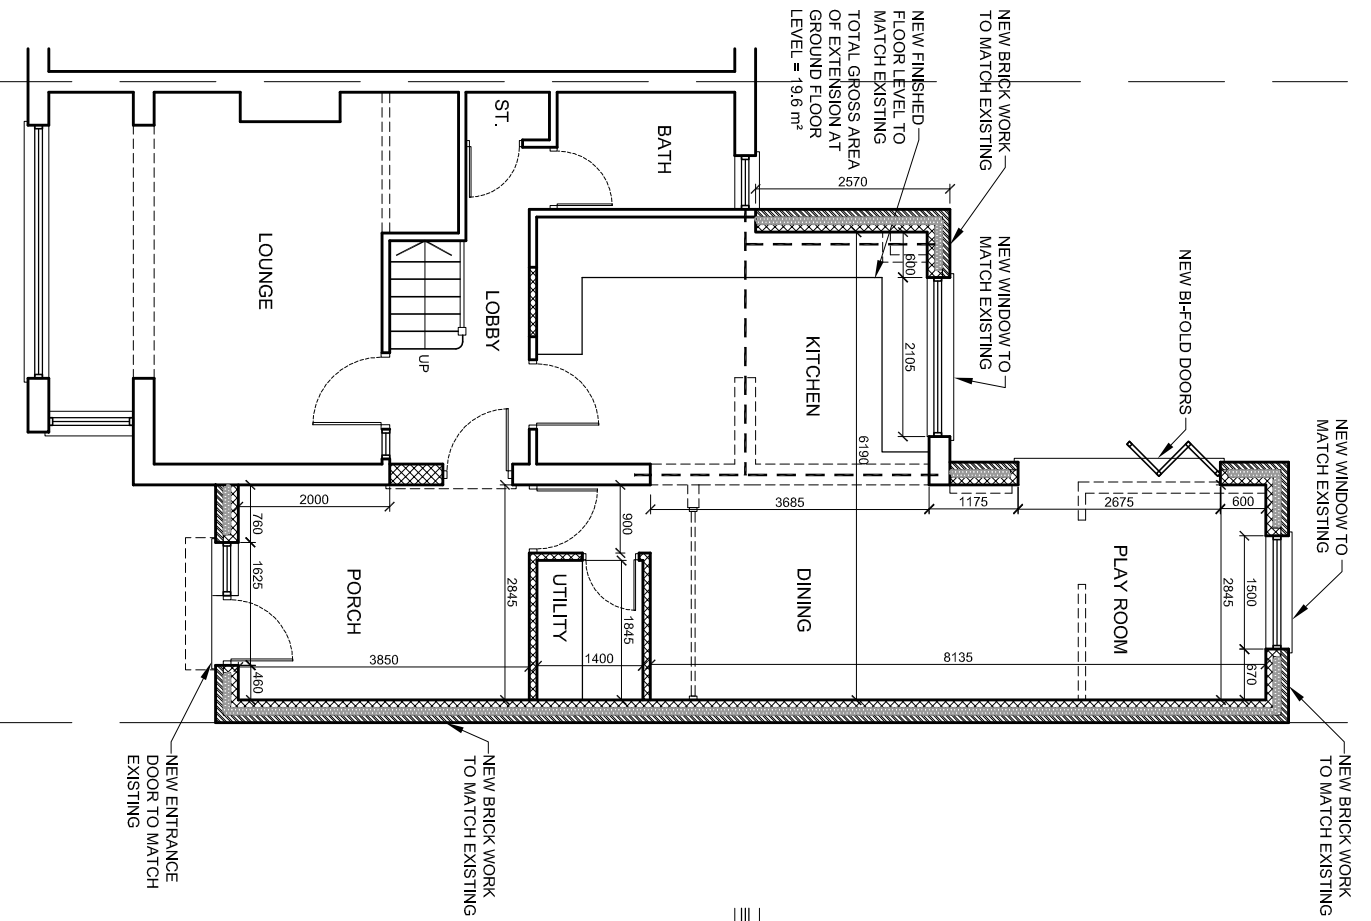 NEW BRICK WORK
TO MATCH EXISTING
NEW FINISHED
FLOOR LEVEL TO
MATCH EXISTING
TOTAL GROSS AREA
OF EXTENSION AT
GROUND FLOOR
LEVEL = 19.6 m²
NEW WINDOW TO
MATCH EXISTING
NEW BI-FOLD DOORS
NEW WINDOW TO
MATCH EXISTING
NEW BRICK WORK
TO MATCH EXISTING
NEW BRICK WORK
TO MATCH EXISTING
NEW ENTRANCE
DOOR TO MATCH
EXISTING
ST.
BATH
LOUNGE
LOBBY
UP
KITCHEN
PORCH
UTILITY
DINING
PLAY ROOM
2570
600
2105
6190
2000
760
1625
460
3850
2845
900
1845
1400
3685
1175
2675
600
1500
2845
670
8135